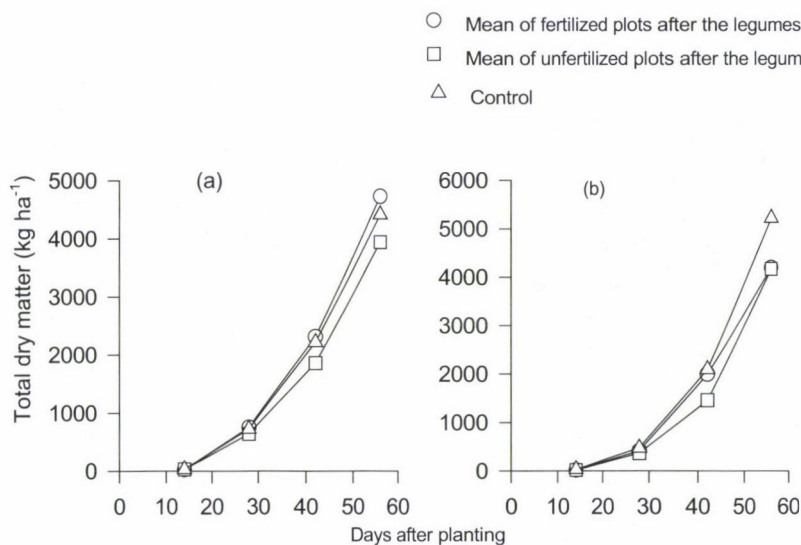 Mean of fertilized plots after the legumes
Mean of unfertilized plots after the legum
Control
(a)
(b)
Total dry matter (kg ha⁻¹)
5000
4000
3000
2000
1000
0
0 10 20 30 40 50 60
6000
5000
4000
3000
2000
1000
0
0 10 20 30 40 50 60
Days after planting